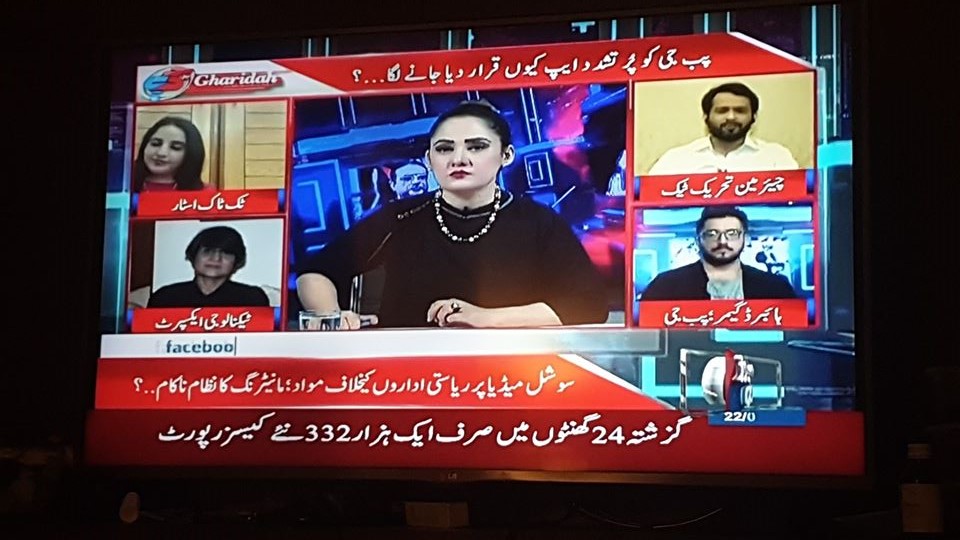 پب جی کو پُر تشدد ایپ کیوں قرار دیا جانے لگا...؟
Gharidah
ٹک ٹاک اسٹار
چیئرمین تحریک ٹیک
ٹیکنالوجی ایکسپرٹ
ہائبرڈ گیمر؛ پب جی
faceboo
سوشل میڈیا پر ریاستی اداروں کیخلاف مواد؛ مانیٹرنگ کا نظام ناکام..؟
22/0
گزشتہ 24 گھنٹوں میں صرف ایک ہزار 332 نئے کیسز رپورٹ
LG